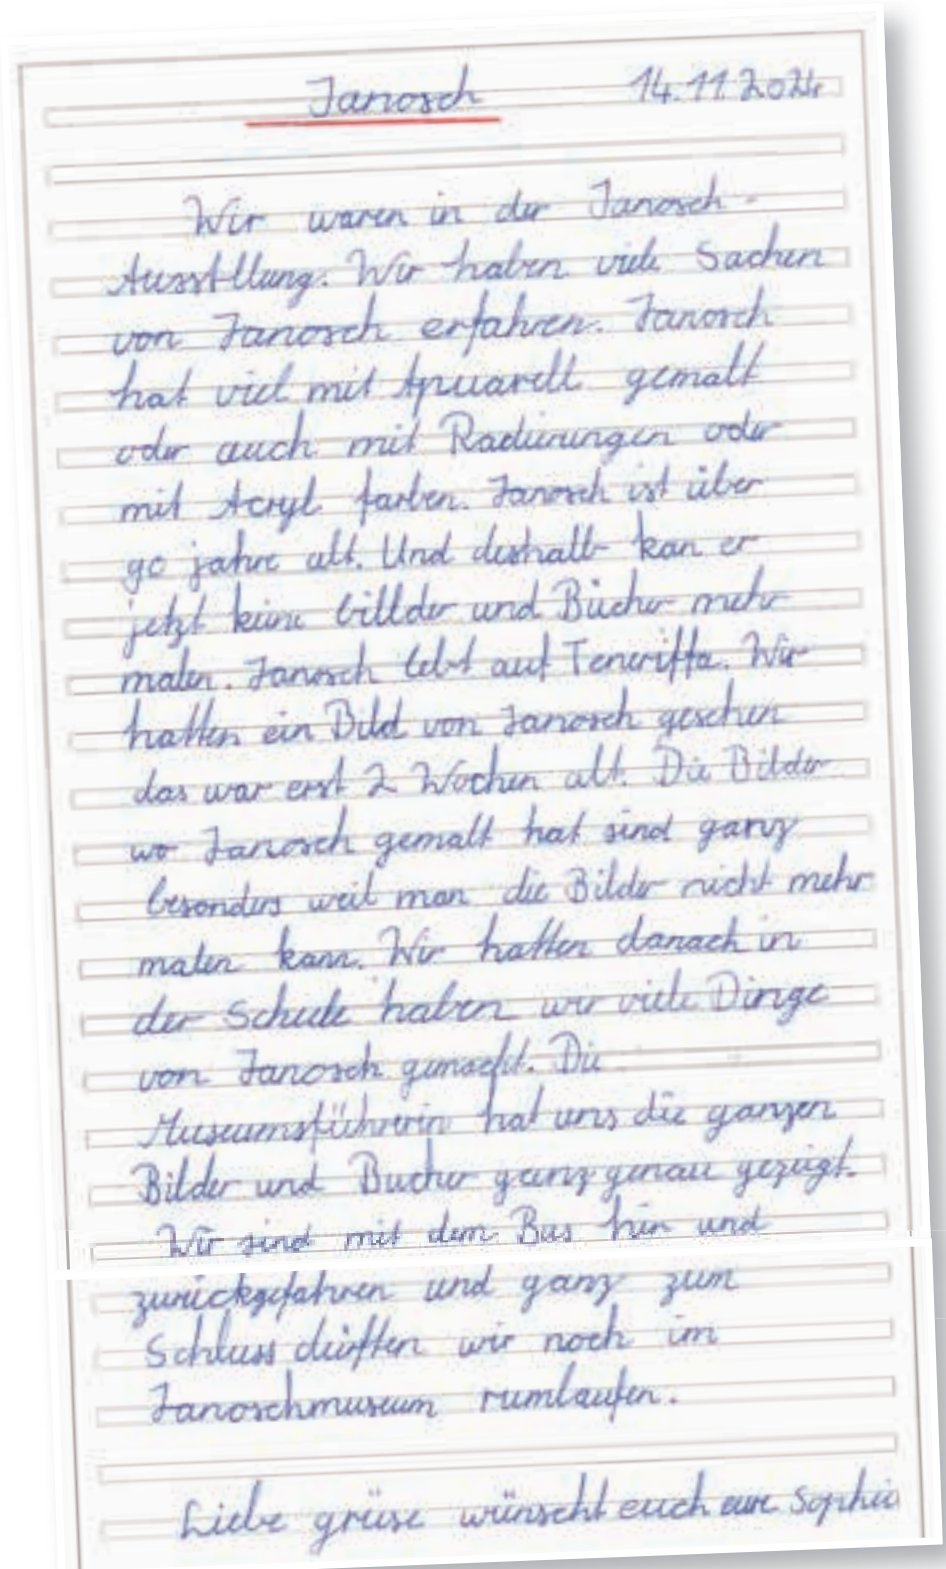 Janosch 14.11.2024
Wir waren in der Janosch-
Ausstllung. Wir haben viele Sachen
von Janosch erfahren. Janosch
hat viel mit Aquarell gemalt
oder auch mit Radierungen oder
mit Acryl farben. Janosch ist über
90 jahre alt. Und deshalb kan er
jetzt keine billder und Bücher mehr
malen. Janosch lebt auf Teneriffa. Wir
hatten ein Bild von Janosch gesehen
das war erst 2 Wochen alt. Die Bilder
wo Janosch gemalt hat sind ganz
besonders weil man die Bilder nicht mehr
malen kann. Wir hatten danach in
der Schule haben wir viele Dinge
von Janosch gemacht. Die
Museumsführerin hat uns die ganzen
Bilder und Bücher ganz genau gezeigt.
Wir sind mit dem Bus hin und
zurückgefahren und ganz zum
Schluss dürften wir noch im
Janoschmuseum rumlaufen.
Liebe grüse wünscht euch eure Sophie